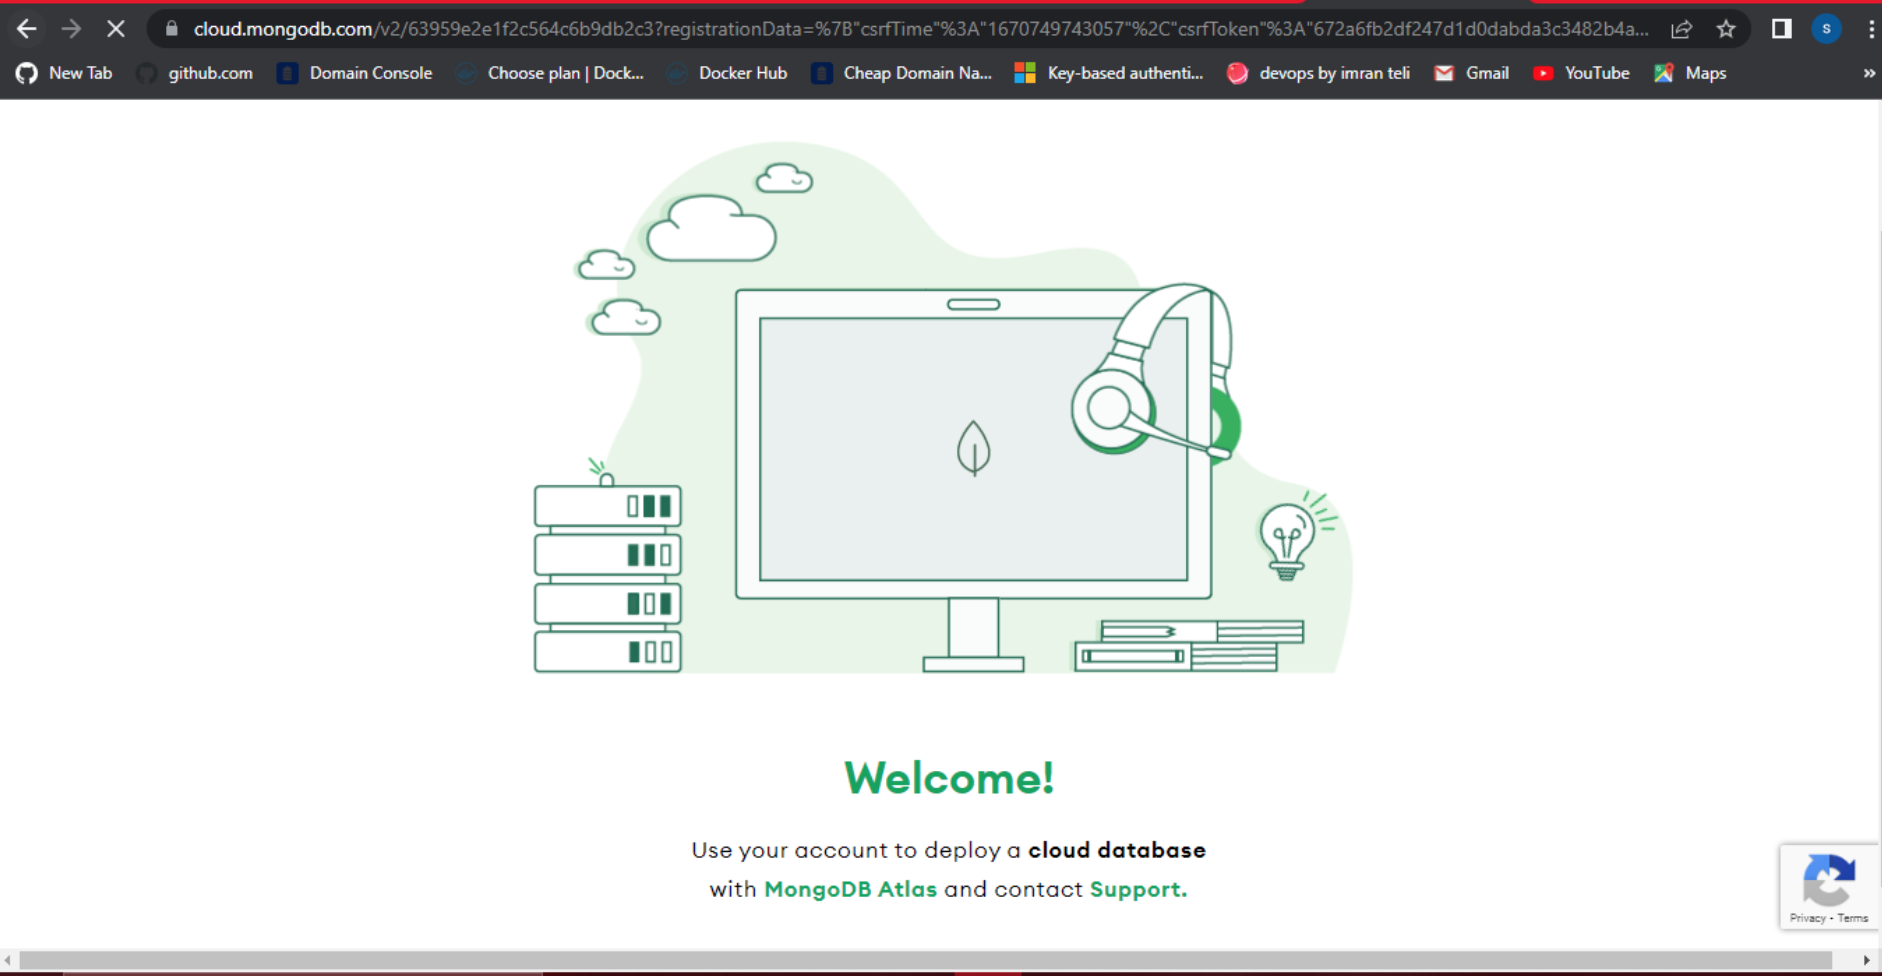 cloud.mongodb.com/v2/63959e2e1f2c564c6b9db2c3?registrationData=%7B"csrfTime"%3A"1670749743057"%2C"csrfToken"%3A"672a6fb2df247d1d0dabda3c3482b4a...
S
New Tab github.com Domain Console Choose plan | Dock... Docker Hub Cheap Domain Na... Key-based authenti... devops by imran teli Gmail YouTube Maps »
Welcome!
Use your account to deploy a cloud database
with MongoDB Atlas and contact Support.
Privacy - Terms